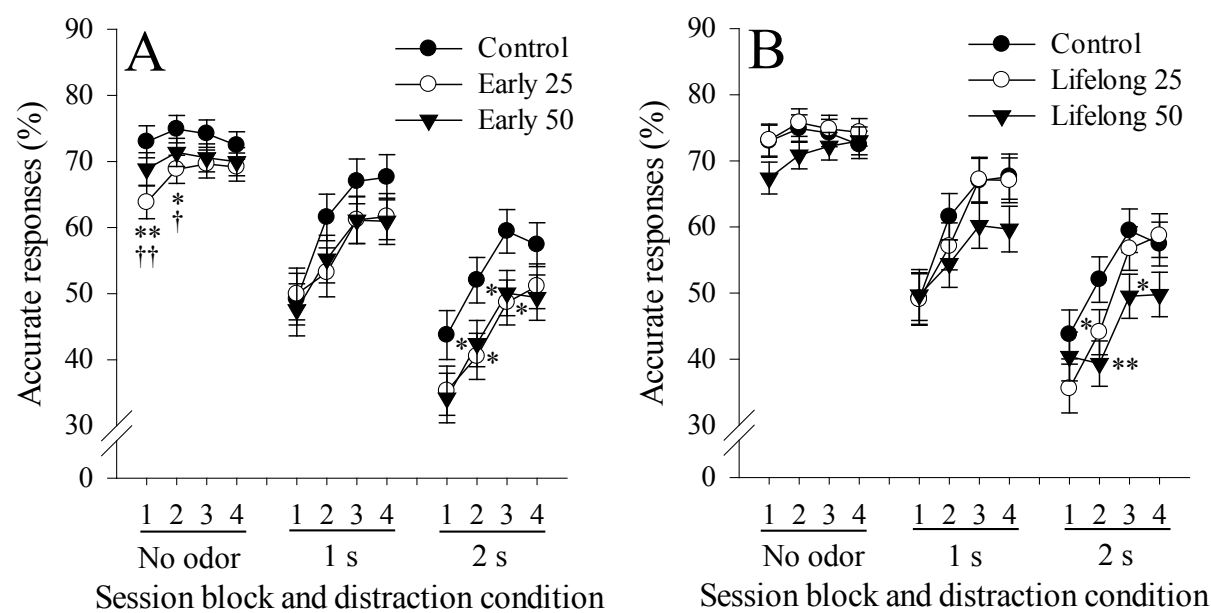 A
Control
Early 25
Early 50
Accurate responses (%)
90
80
70
60
50
40
30
0
**
††
*
†
*
*
*
*
1 2 3 4 1 2 3 4 1 2 3 4
No odor 1 s 2 s
Session block and distraction condition
B
Control
Lifelong 25
Lifelong 50
Accurate responses (%)
90
80
70
60
50
40
30
0
*
**
*
1 2 3 4 1 2 3 4 1 2 3 4
No odor 1 s 2 s
Session block and distraction condition